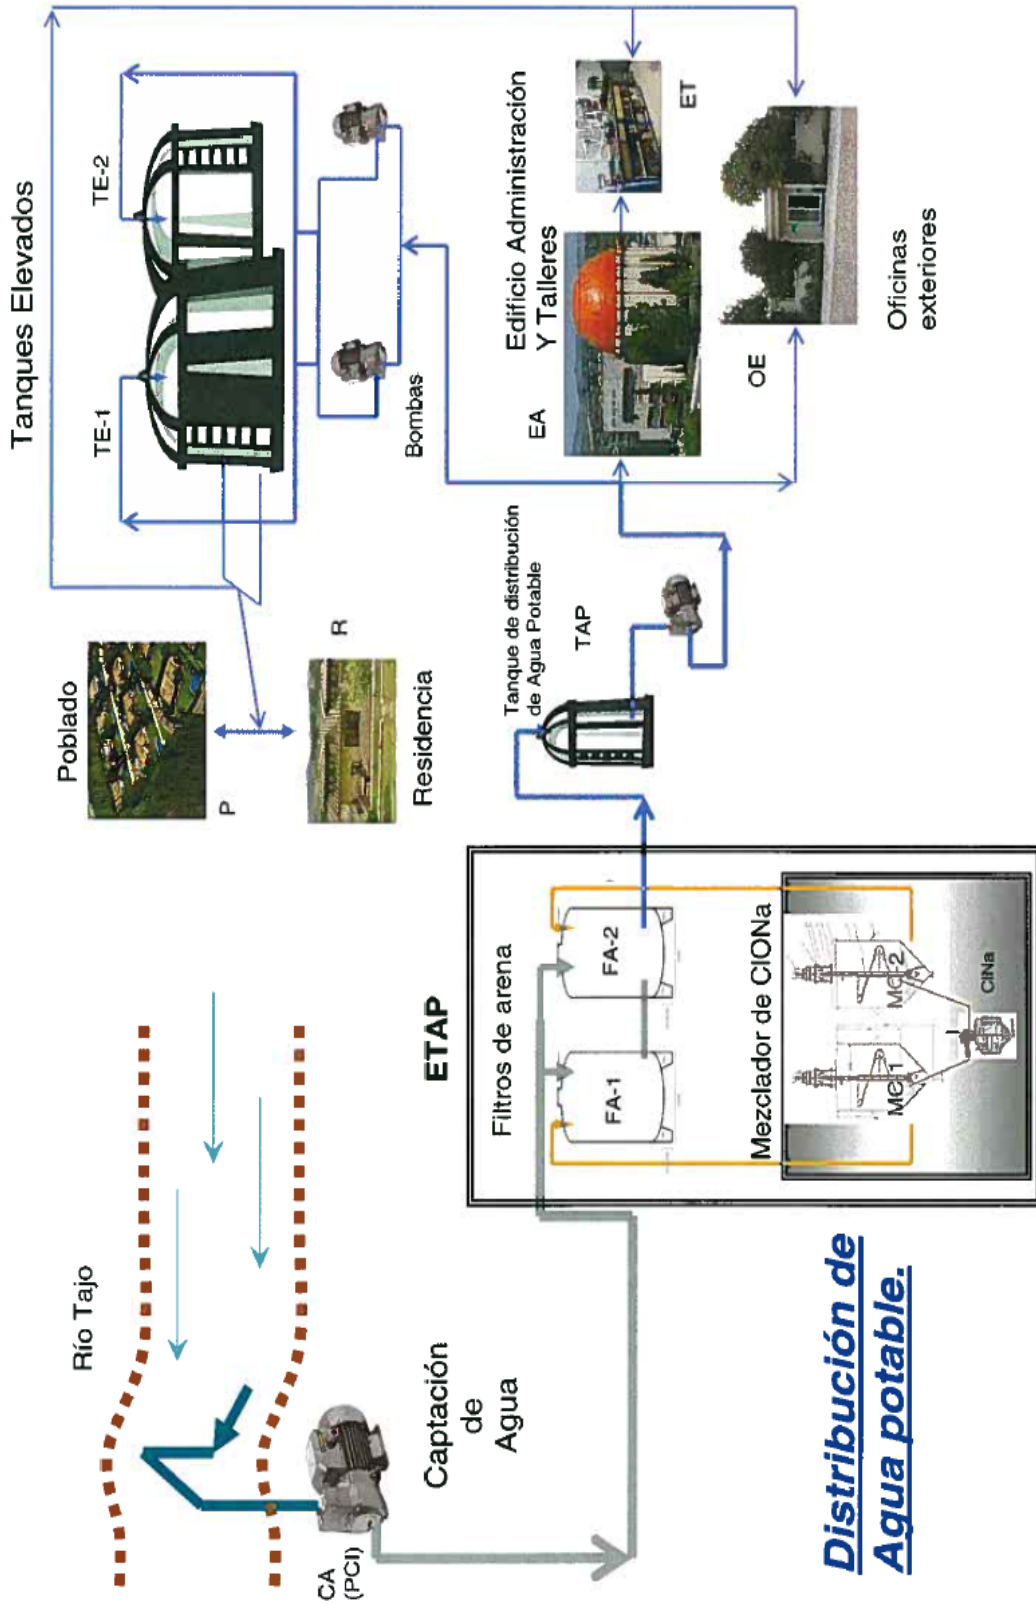 Río Tajo
CA
(PCI)
Captación
de
Agua
Distribución de
Agua potable.
ETAP
Filtros de arena
FA-1
FA-2
Mezclador de ClONa
MC 1
MC 2
ClNa
Poblado
P
R
Residencia
Tanque de distribución
de Agua Potable
TAP
Tanques Elevados
TE-1
TE-2
Bombas
Edificio Administración
Y Talleres
EA
ET
OE
Oficinas
exteriores